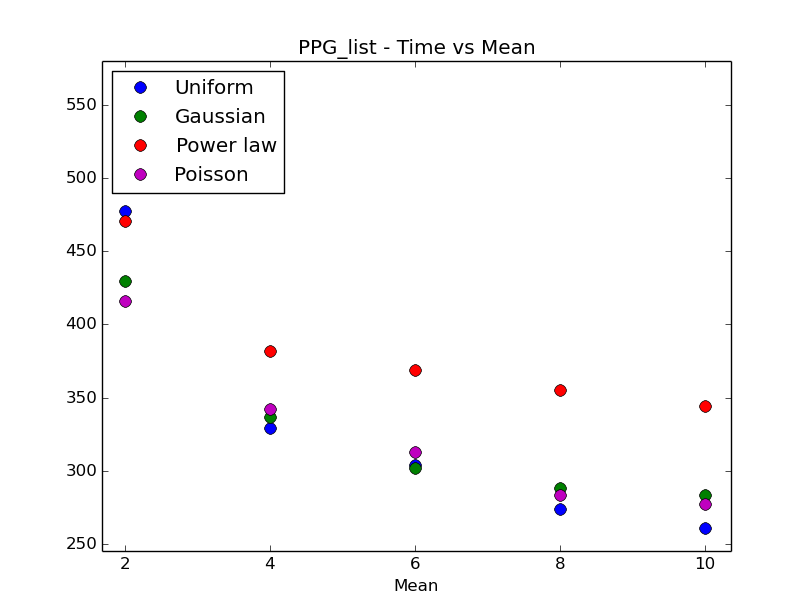 PPG_list - Time vs Mean
Uniform
Gaussian
Power law
Poisson
550
500
450
400
350
300
250
2 4 6 8 10
Mean